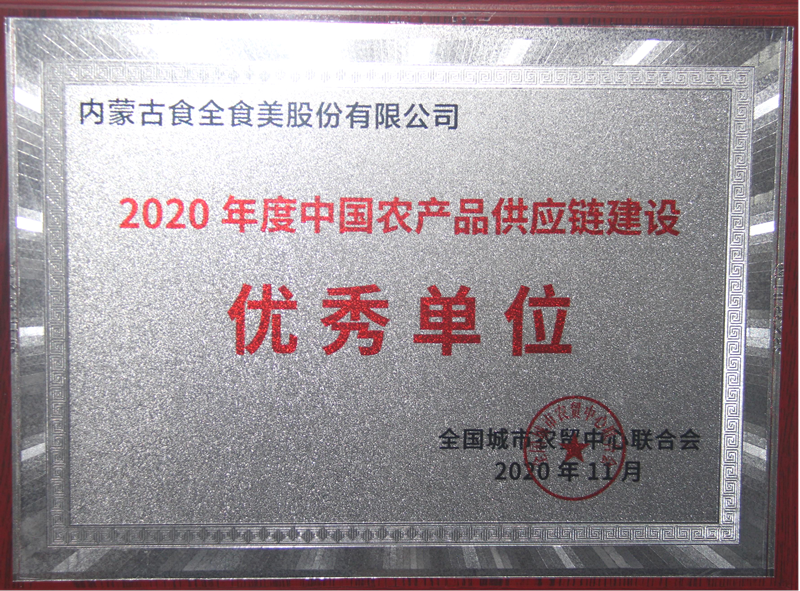 内蒙古食全食美股份有限公司
2020 年度中国农产品供应链建设
优秀单位
全国城市农贸中心联合会
2020 年 11 月